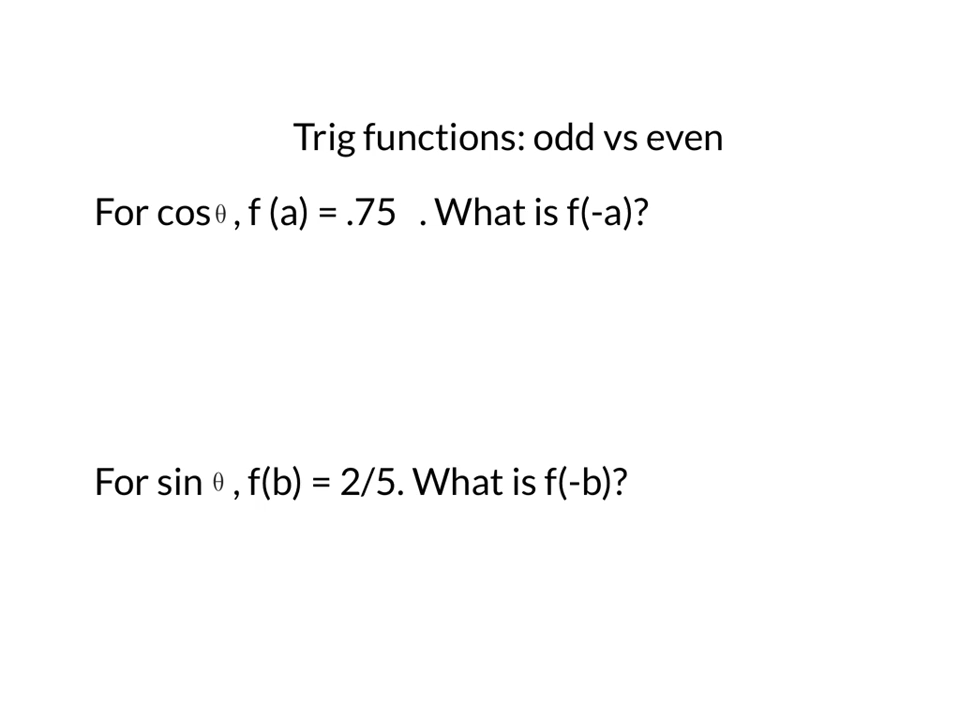 Trig functions: odd vs even
For cos θ , f (a) = .75 . What is f(-a)?
For sin θ , f(b) = 2/5. What is f(-b)?